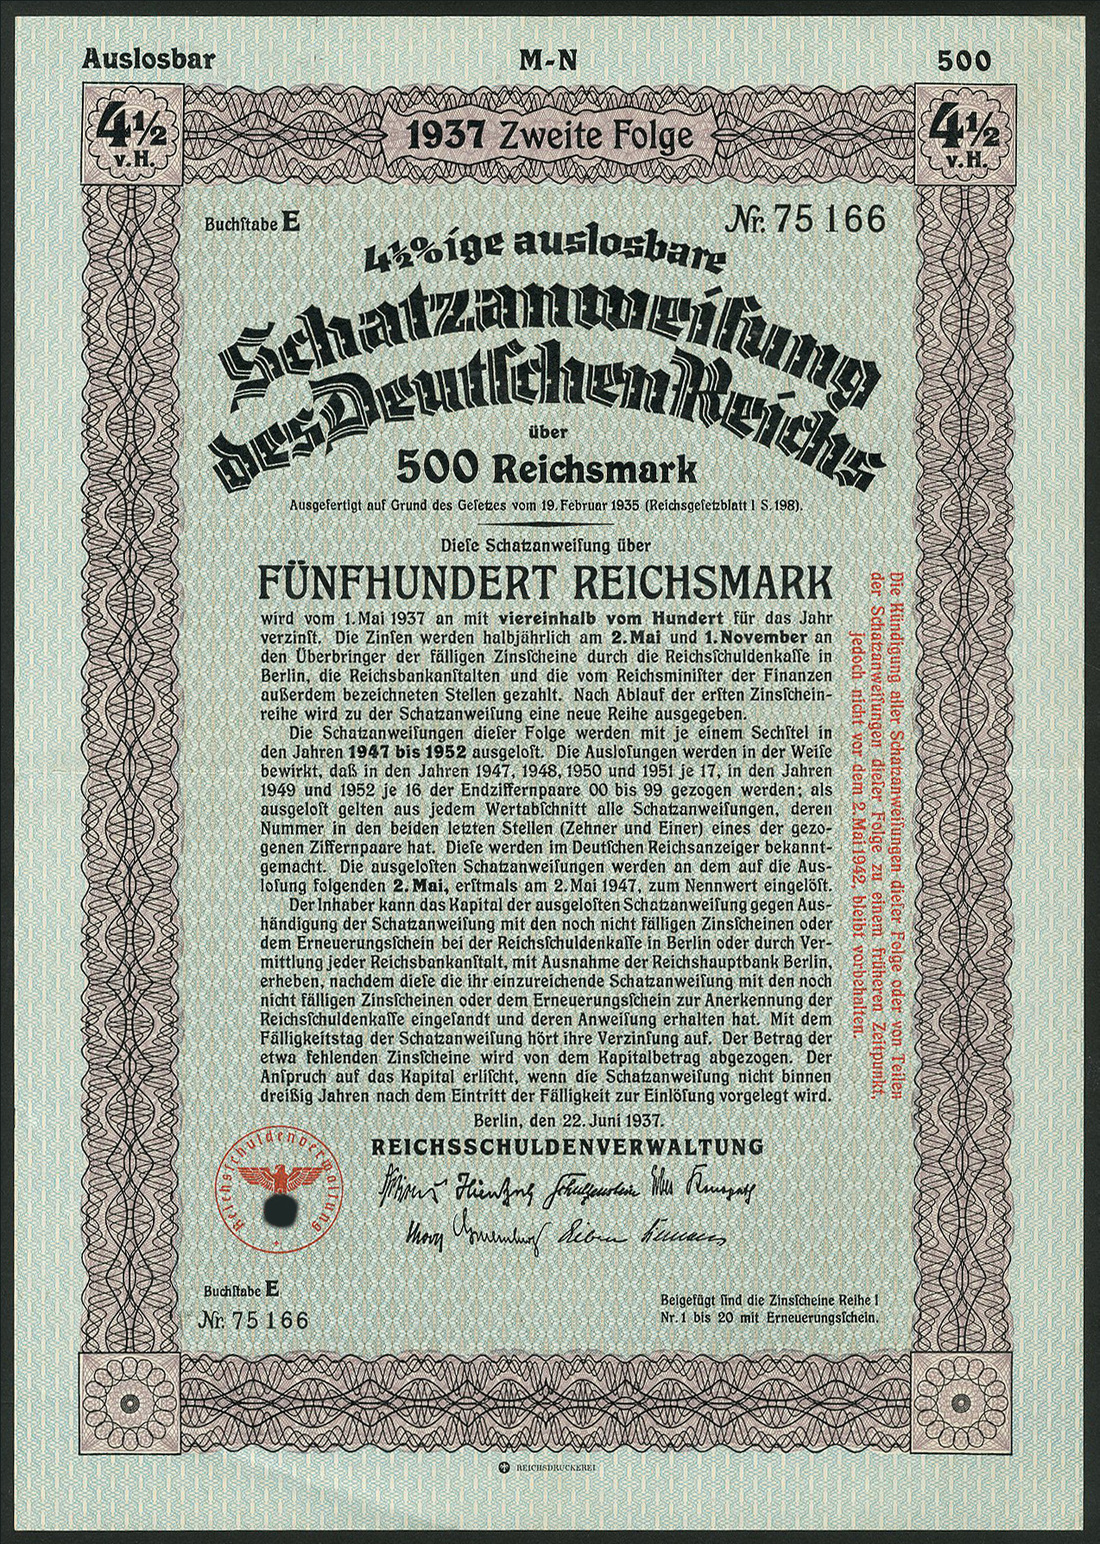 Auslosbar M-N 500
4½ v.H. 1937 Zweite Folge 4½ v.H.
Buchſtabe E Nr. 75 166
4½%ige auslosbare
Schatzanweiſung
des Deutſchen Reichs
über
500 Reichsmark
Ausgefertigt auf Grund des Geſetzes vom 19. Februar 1935 (Reichsgeſetzblatt I S. 198).
Dieſe Schatzanweiſung über
FÜNFHUNDERT REICHSMARK
wird vom 1. Mai 1937 an mit viereinhalb vom Hundert für das Jahr
verzinſt. Die Zinſen werden halbjährlich am 2. Mai und 1. November an
den Überbringer der fälligen Zinsſcheine durch die Reichsſchuldenkaſſe in
Berlin, die Reichsbankanſtalten und die vom Reichsminiſter der Finanzen
außerdem bezeichneten Stellen gezahlt. Nach Ablauf der erſten Zinsſchein-
reihe wird zu der Schatzanweiſung eine neue Reihe ausgegeben.
Die Schatzanweiſungen dieſer Folge werden mit je einem Sechſtel in
den Jahren 1947 bis 1952 ausgeloſt. Die Ausloſungen werden in der Weiſe
bewirkt, daß in den Jahren 1947, 1948, 1950 und 1951 je 17, in den Jahren
1949 und 1952 je 16 der Endziffernpaare 00 bis 99 gezogen werden; als
ausgeloſt gelten aus jedem Wertabſchnitt alle Schatzanweiſungen, deren
Nummer in den beiden letzten Stellen (Zehner und Einer) eines der gezo-
genen Ziffernpaare hat. Dieſe werden im Deutſchen Reichsanzeiger bekannt-
gemacht. Die ausgeloſten Schatzanweiſungen werden an dem auf die Aus-
loſung folgenden 2. Mai, erſtmals am 2. Mai 1947, zum Nennwert eingelöſt.
Der Inhaber kann das Kapital der ausgeloſten Schatzanweiſung gegen Aus-
händigung der Schatzanweiſung mit den noch nicht fälligen Zinsſcheinen oder
dem Erneuerungsſchein bei der Reichsſchuldenkaſſe in Berlin oder durch Ver-
mittlung jeder Reichsbankanſtalt, mit Ausnahme der Reichshauptbank Berlin,
erheben, nachdem dieſe die ihr einzureichende Schatzanweiſung mit den noch
nicht fälligen Zinsſcheinen oder dem Erneuerungsſchein zur Anerkennung der
Reichsſchuldenkaſſe eingeſandt und deren Anweiſung erhalten hat. Mit dem
Fälligkeitstag der Schatzanweiſung hört ihre Verzinſung auf. Der Betrag der
etwa fehlenden Zinsſcheine wird von dem Kapitalbetrag abgezogen. Der
Anſpruch auf das Kapital erliſcht, wenn die Schatzanweiſung nicht binnen
dreißig Jahren nach dem Eintritt der Fälligkeit zur Einlöſung vorgelegt wird.
Die Kündigung aller Schatzanweiſungen dieſer Folge oder von Teilen
der Schatzanweiſungen dieſer Folge zu einem früheren Zeitpunkt,
jedoch nicht vor dem 2. Mai 1942, bleibt vorbehalten.
Berlin, den 22. Juni 1937.
REICHSSCHULDENVERWALTUNG
Reichsſchuldenverwaltung
Buchſtabe E
Nr. 75 166
Beigefügt ſind die Zinsſcheine Reihe I
Nr. 1 bis 20 mit Erneuerungsſchein.
REICHSDRUCKEREI